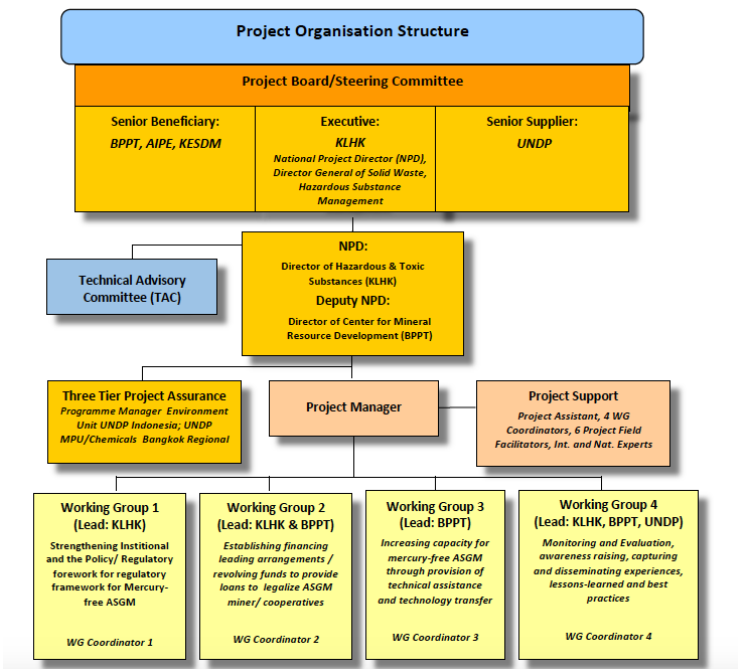 Project Organisation Structure
Project Board/Steering Committee
Senior Beneficiary:
BPPT, AIPE, KESDM
Executive:
KLHK
National Project Director (NPD),
Director General of Solid Waste,
Hazardous Substance
Management
Senior Supplier:
UNDP
NPD:
Director of Hazardous & Toxic
Substances (KLHK)
Deputy NPD:
Director of Center for Mineral
Resource Development (BPPT)
Technical Advisory
Committee (TAC)
Three Tier Project Assurance
Programme Manager Environment
Unit UNDP Indonesia; UNDP
MPU/Chemicals Bangkok Regional
Project Manager
Project Support
Project Assistant, 4 WG
Coordinators, 6 Project Field
Facilitators, Int. and Nat. Experts
Working Group 1
(Lead: KLHK)
Strengthening Institional
and the Policy/ Regulatory
forework for regulatory
framework for Mercury-
free ASGM
WG Coordinator 1
Working Group 2
(Lead: KLHK & BPPT)
Establishing financing
leading arrangements /
revolving funds to provide
loans to legalize ASGM
miner/ cooperatives
WG Coordinator 2
Working Group 3
(Lead: BPPT)
Increasing capacity for
mercury-free ASGM
through provision of
technical assistance
and technology transfer
WG Coordinator 3
Working Group 4
(Lead: KLHK, BPPT, UNDP)
Monitoring and Evaluation,
awareness raising, capturing
and disseminating experiences,
lessons-learned and best
practices
WG Coordinator 4